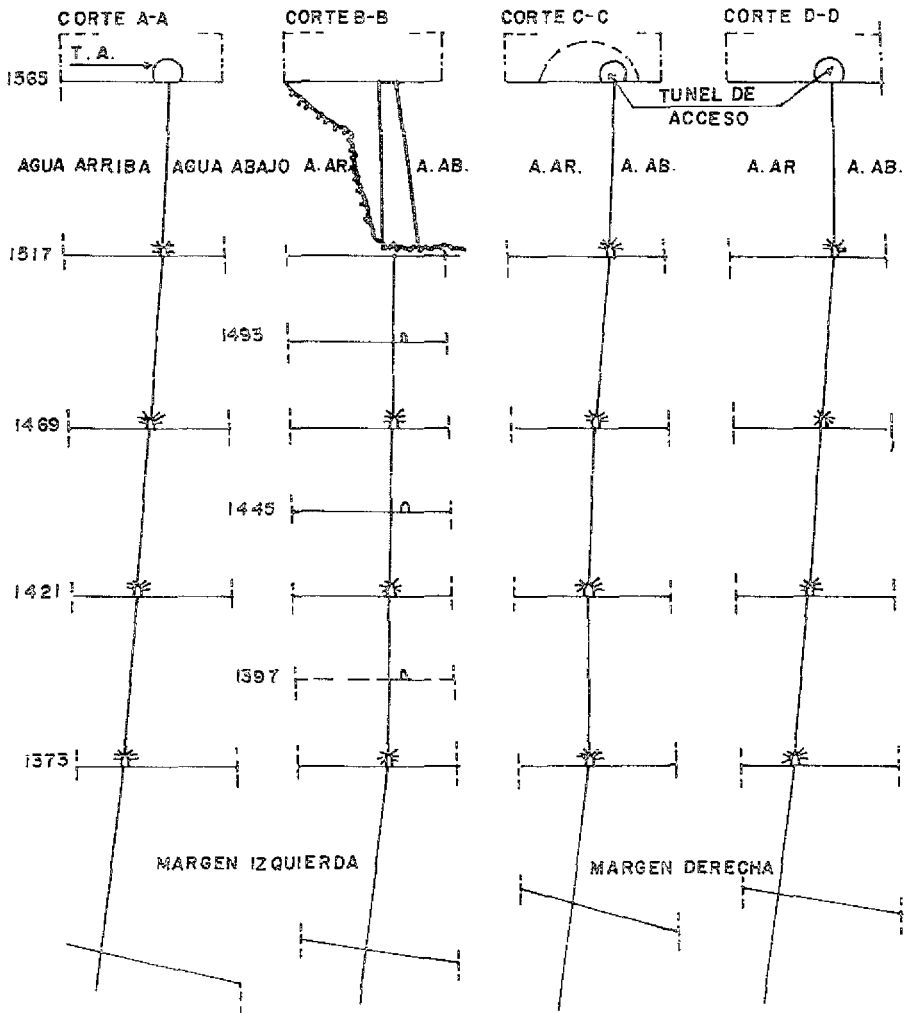 CORTE A-A
CORTE B-B
CORTE C-C
CORTE D-D
T. A.
1565
TUNEL DE
ACCESO
AGUA ARRIBA
AGUA ABAJO
A. AR.
A. AB.
A. AR.
A. AB.
A. AR
A. AB.
1517
1493
1469
1445
1421
1397
1373
MARGEN IZQUIERDA
MARGEN DERECHA